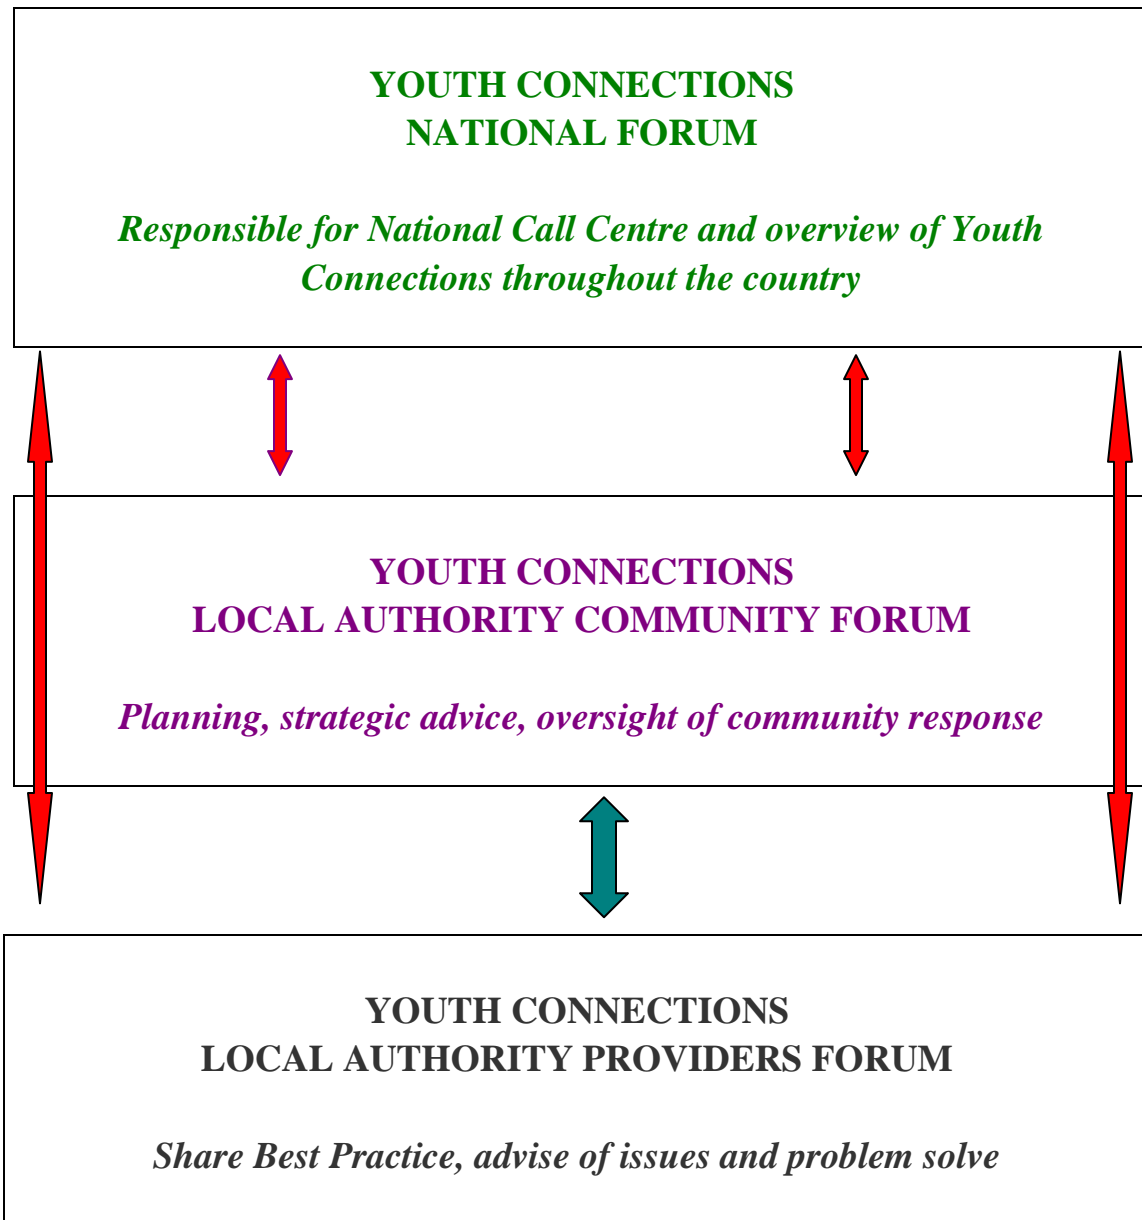 YOUTH CONNECTIONS
NATIONAL FORUM
Responsible for National Call Centre and overview of Youth
Connections throughout the country
YOUTH CONNECTIONS
LOCAL AUTHORITY COMMUNITY FORUM
Planning, strategic advice, oversight of community response
YOUTH CONNECTIONS
LOCAL AUTHORITY PROVIDERS FORUM
Share Best Practice, advise of issues and problem solve